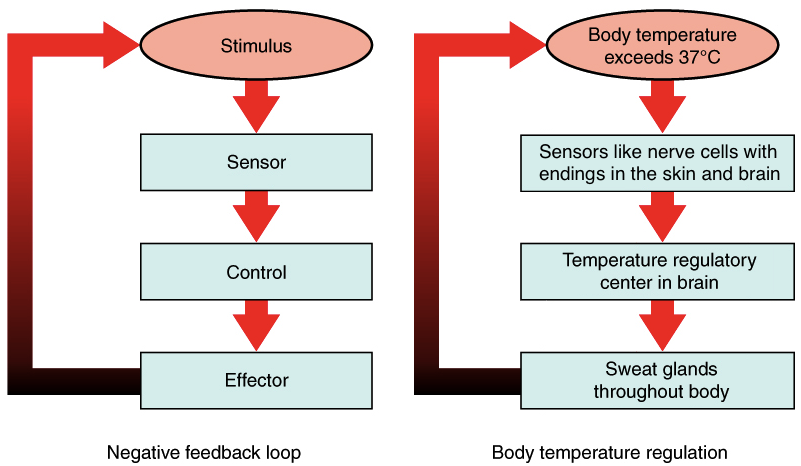 Stimulus
Sensor
Control
Effector
Negative feedback loop
Body temperature
exceeds 37°C
Sensors like nerve cells with
endings in the skin and brain
Temperature regulatory
center in brain
Sweat glands
throughout body
Body temperature regulation